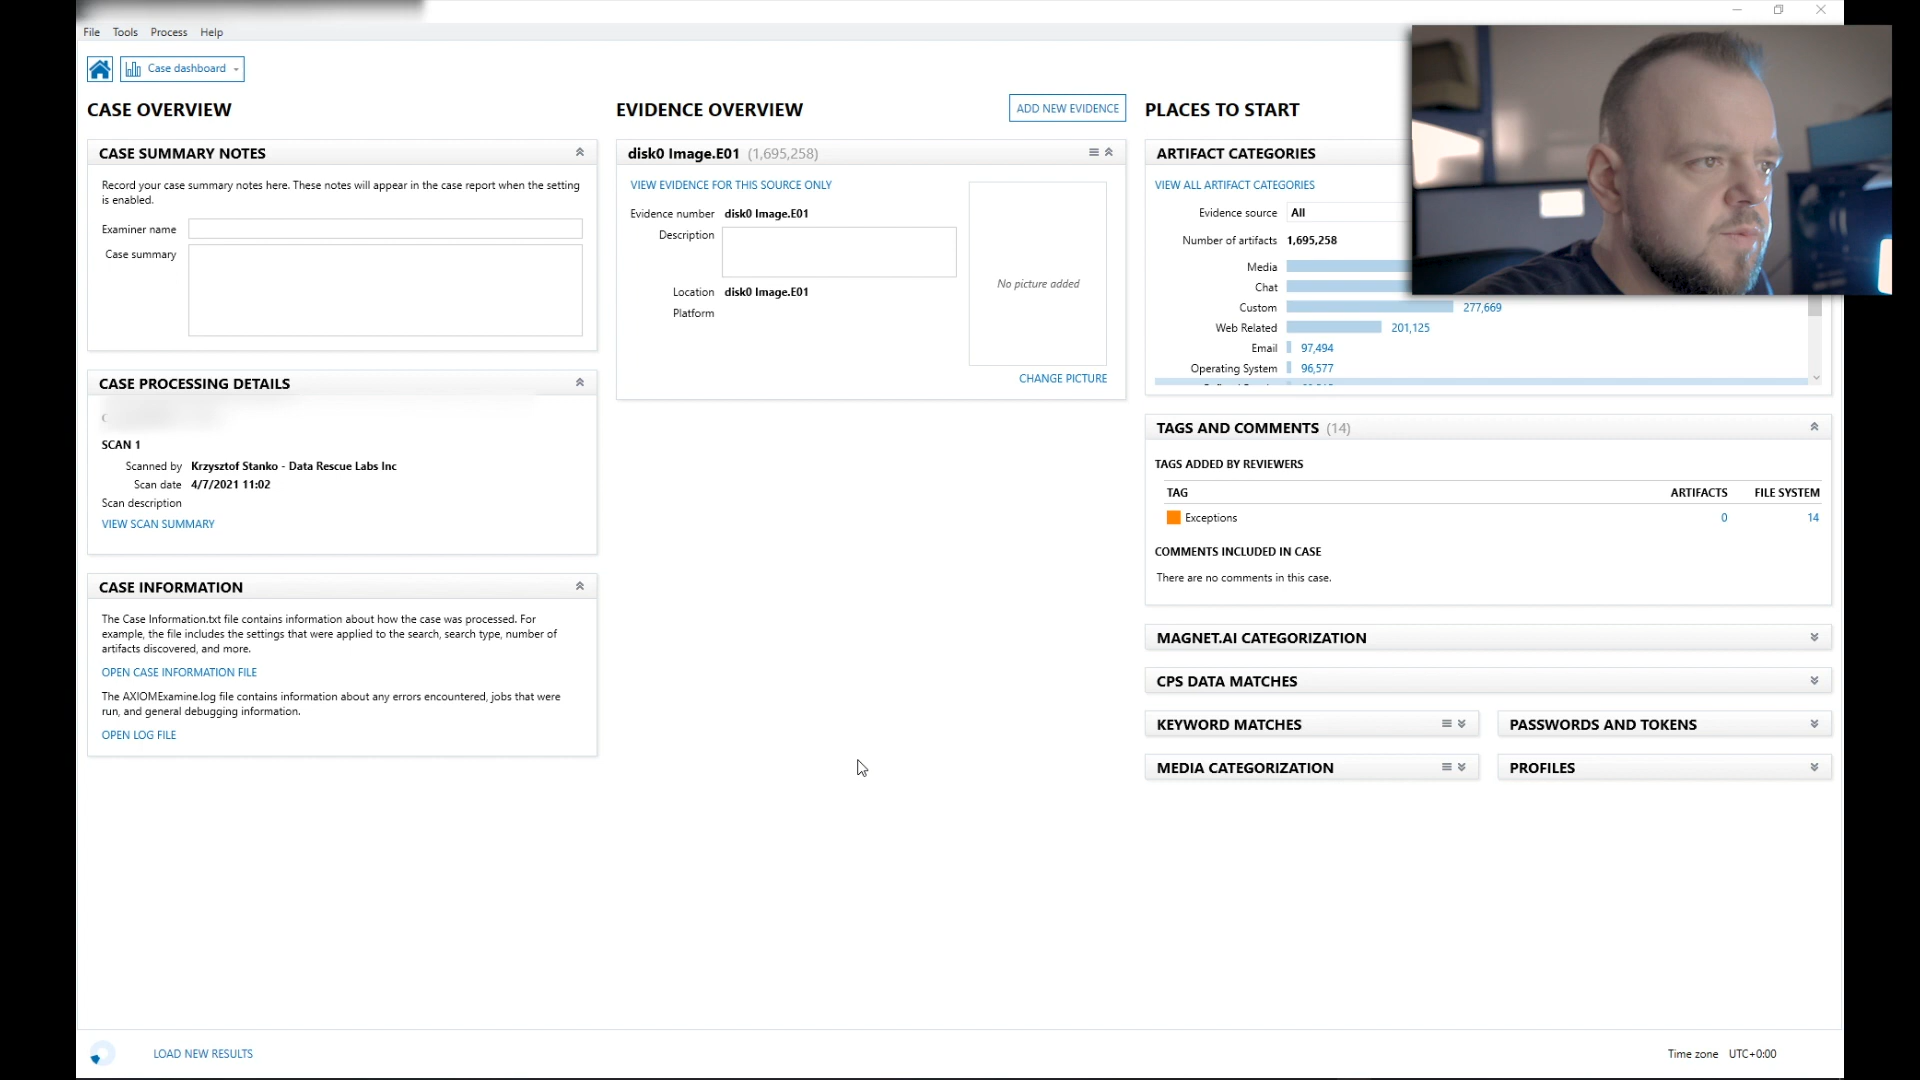 File Tools Process Help
Case dashboard
CASE OVERVIEW
CASE SUMMARY NOTES
Record your case summary notes here. These notes will appear in the case report when the setting
is enabled.
Examiner name
Case summary
CASE PROCESSING DETAILS
SCAN 1
Scanned by Krzysztof Stanko - Data Rescue Labs Inc
Scan date 4/7/2021 11:02
Scan description
VIEW SCAN SUMMARY
CASE INFORMATION
The Case Information.txt file contains information about how the case was processed. For
example, the file includes the settings that were applied to the search, search type, number of
artifacts discovered, and more.
OPEN CASE INFORMATION FILE
The AXIOMExamine.log file contains information about any errors encountered, jobs that were
run, and general debugging information.
OPEN LOG FILE
EVIDENCE OVERVIEW
ADD NEW EVIDENCE
disk0 Image.E01 (1,695,258)
VIEW EVIDENCE FOR THIS SOURCE ONLY
Evidence number disk0 Image.E01
Description
Location disk0 Image.E01
Platform
No picture added
CHANGE PICTURE
PLACES TO START
ARTIFACT CATEGORIES
VIEW ALL ARTIFACT CATEGORIES
Evidence source All
Number of artifacts 1,695,258
Media
Chat
Custom 277,669
Web Related 201,125
Email 97,494
Operating System 96,577
TAGS AND COMMENTS (14)
TAGS ADDED BY REVIEWERS
TAG ARTIFACTS FILE SYSTEM
Exceptions 0 14
COMMENTS INCLUDED IN CASE
There are no comments in this case.
MAGNET.AI CATEGORIZATION
CPS DATA MATCHES
KEYWORD MATCHES
PASSWORDS AND TOKENS
MEDIA CATEGORIZATION
PROFILES
LOAD NEW RESULTS
Time zone UTC+0:00